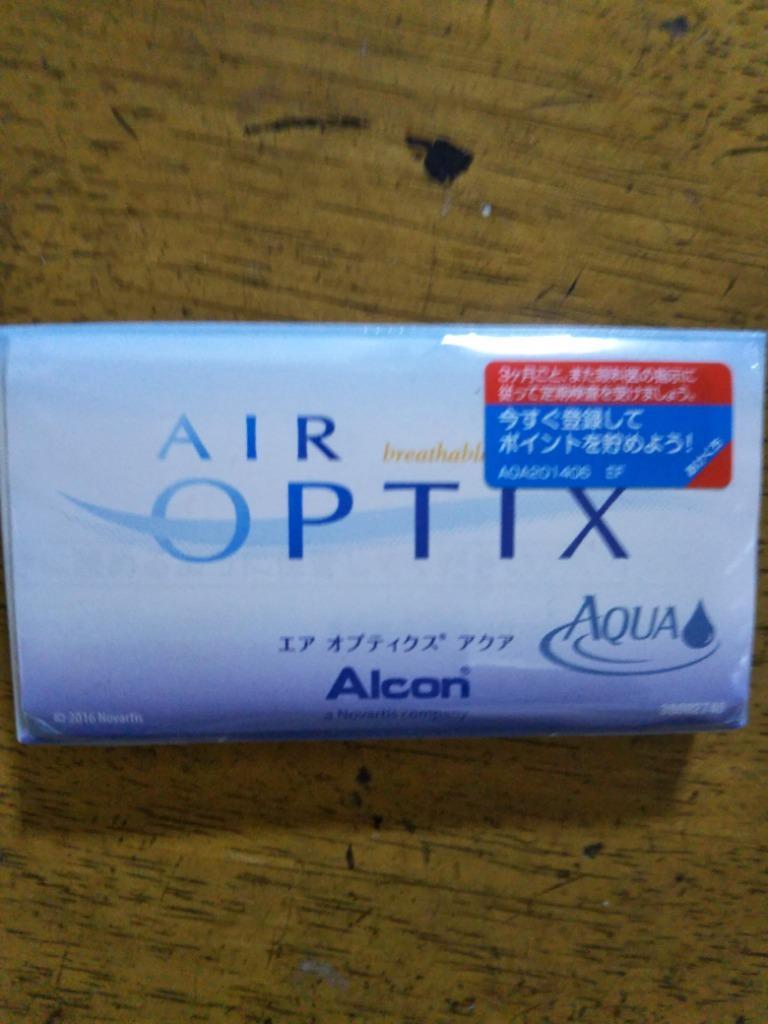 3ヶ月ごと、また眼科医の指示に
従って定期検査を受けましょう。
今すぐ登録して
ポイントを貯めよう!
AOA201406 EF
AIR
breathable
OPTIX
AQUA
エア オプティクス® アクア
Alcon®
a Novartis company
© 2016 Novartis